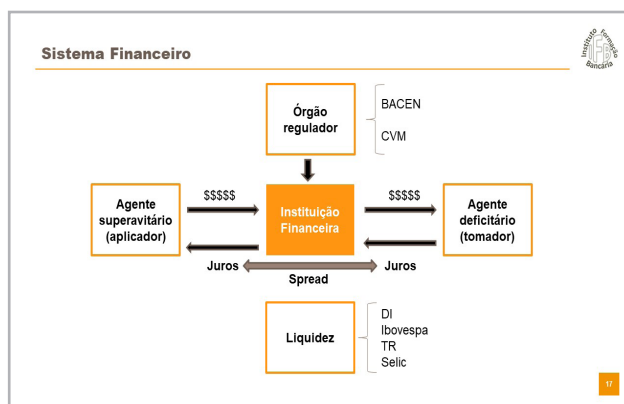 Sistema Financeiro
Instituto Formação
IFB
Bancária
Órgão
regulador
BACEN
CVM
Agente
superavitário
(aplicador)
$$$$$
Instituição
Financeira
$$$$$
Agente
deficitário
(tomador)
Juros
Juros
Spread
Liquidez
DI
Ibovespa
TR
Selic
17